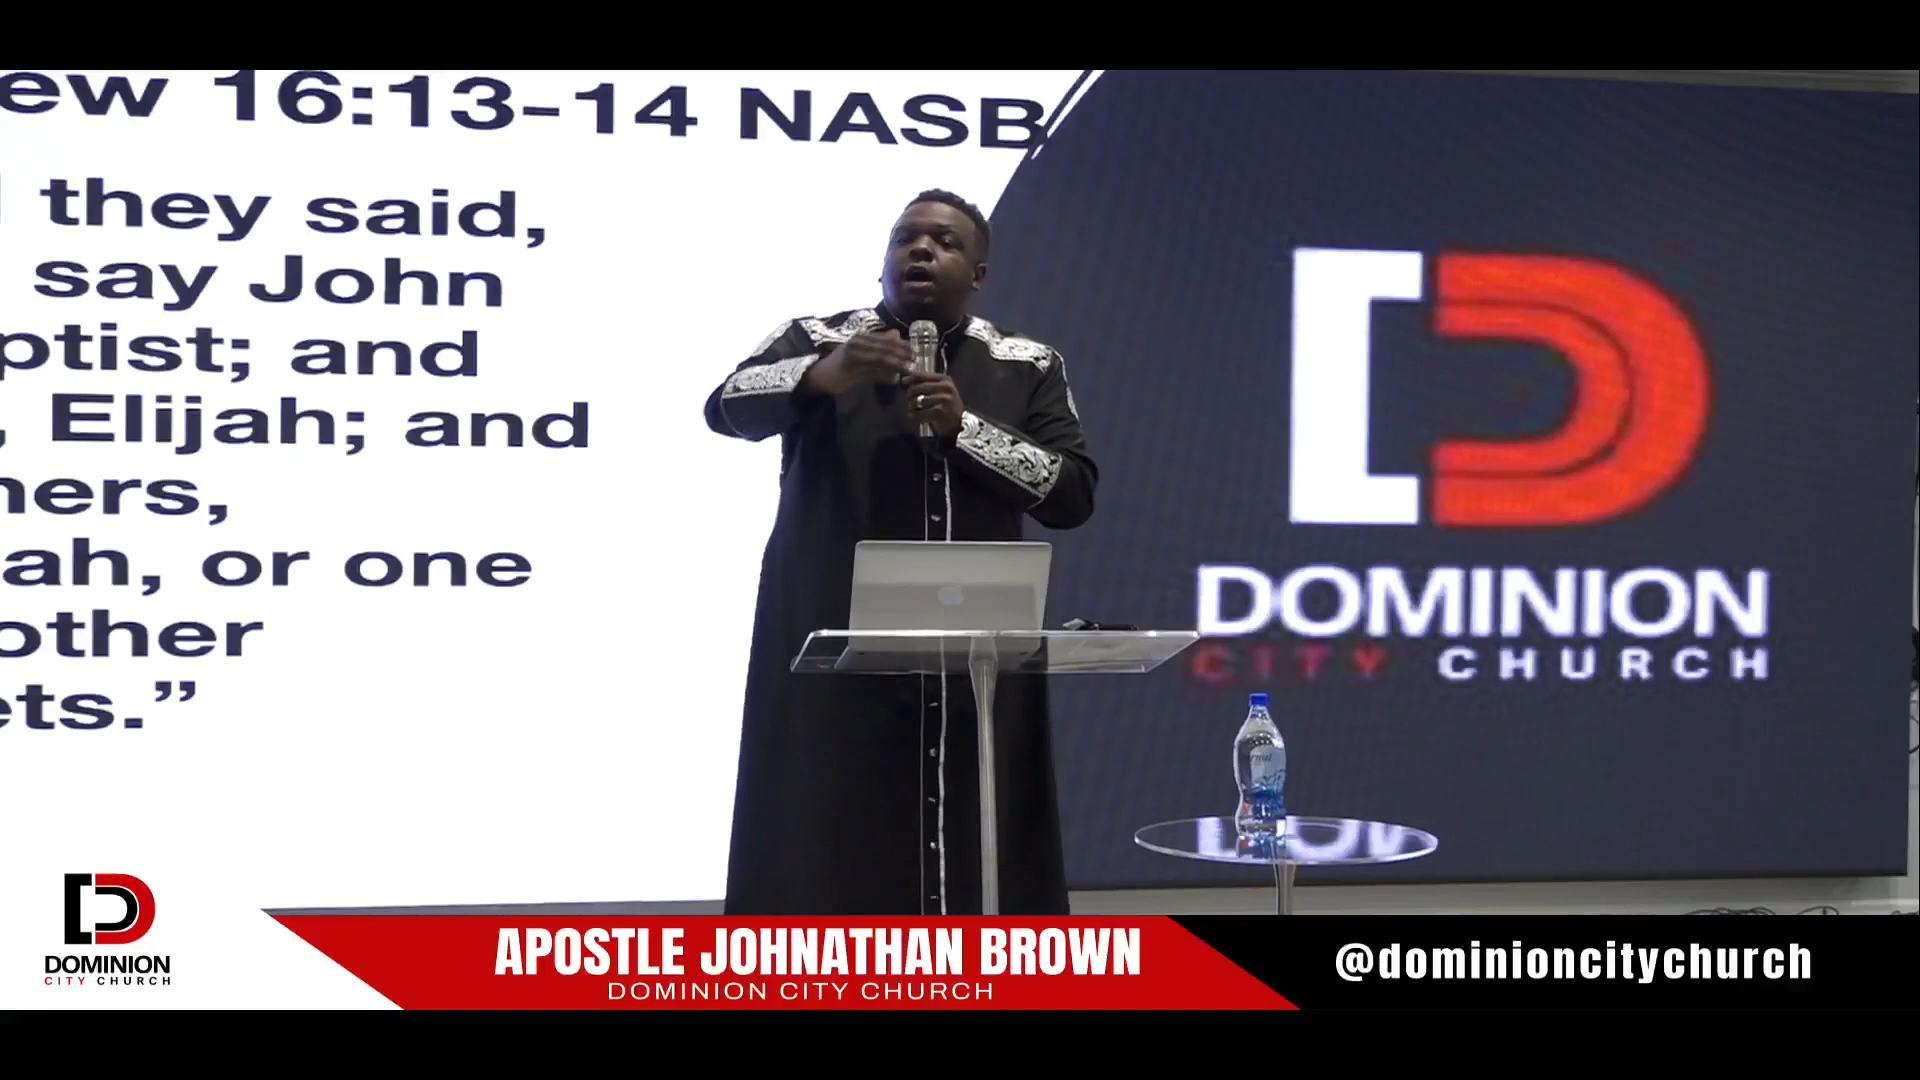 ew 16:13-14 NASB
they said,
say John
ptist; and
, Elijah; and
hers,
ah, or one
other
ets.”
DOMINION
CITY CHURCH
DOMINION
CITY CHURCH
APOSTLE JOHNATHAN BROWN
DOMINION CITY CHURCH
@dominioncitychurch